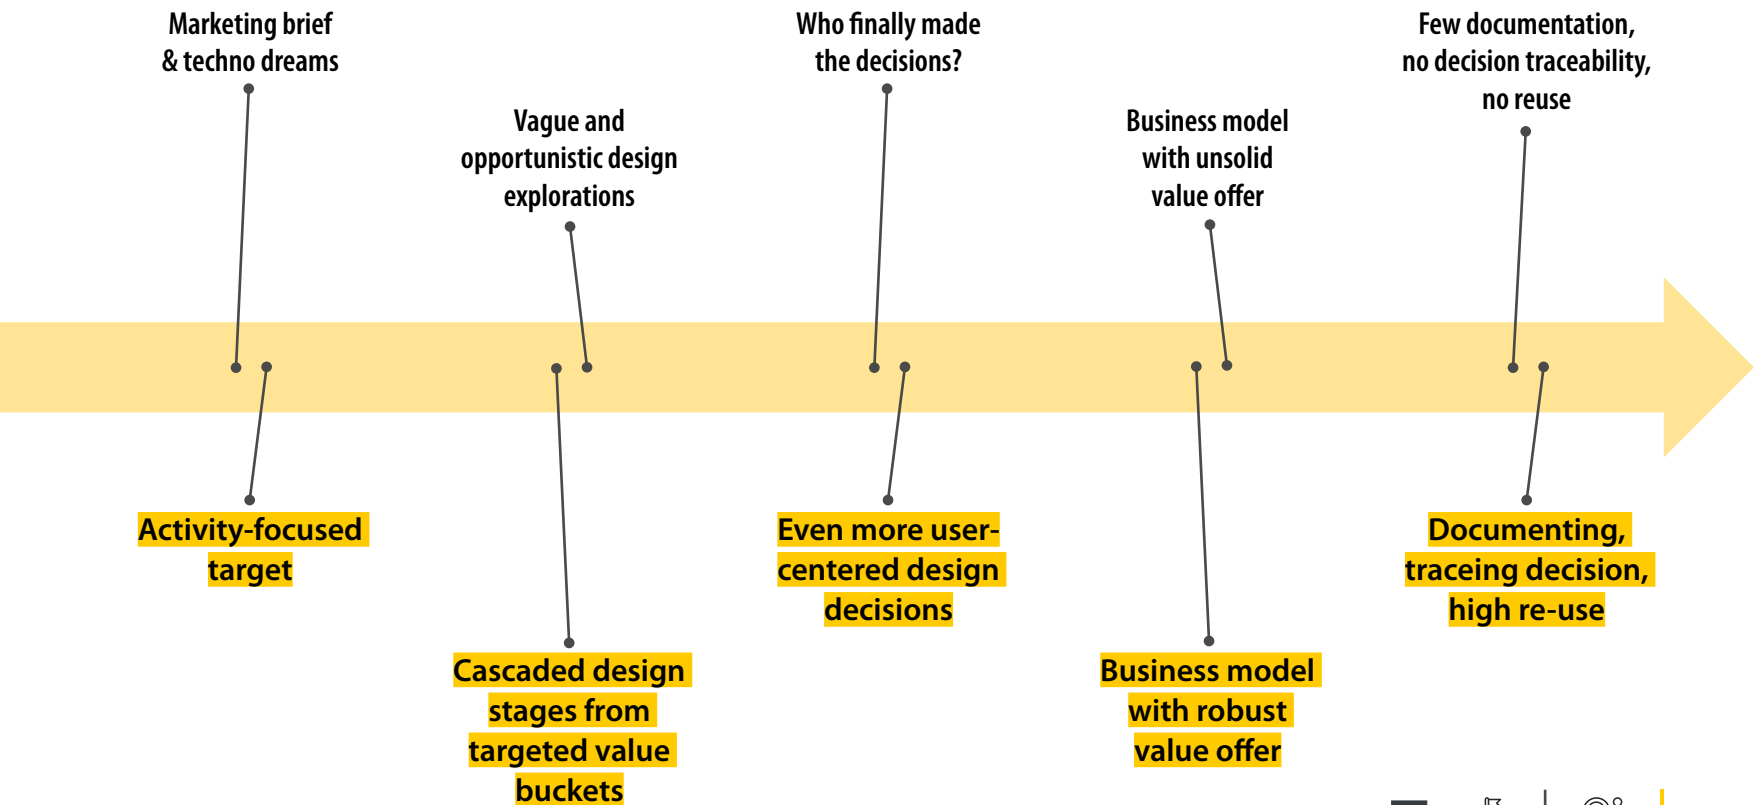 Marketing brief
& techno dreams
Vague and
opportunistic design
explorations
Who finally made
the decisions?
Business model
with unsolid
value offer
Few documentation,
no decision traceability,
no reuse
Activity-focused
target
Cascaded design
stages from
targeted value
buckets
Even more user-
centered design
decisions
Business model
with robust
value offer
Documenting,
traceing decision,
high re-use